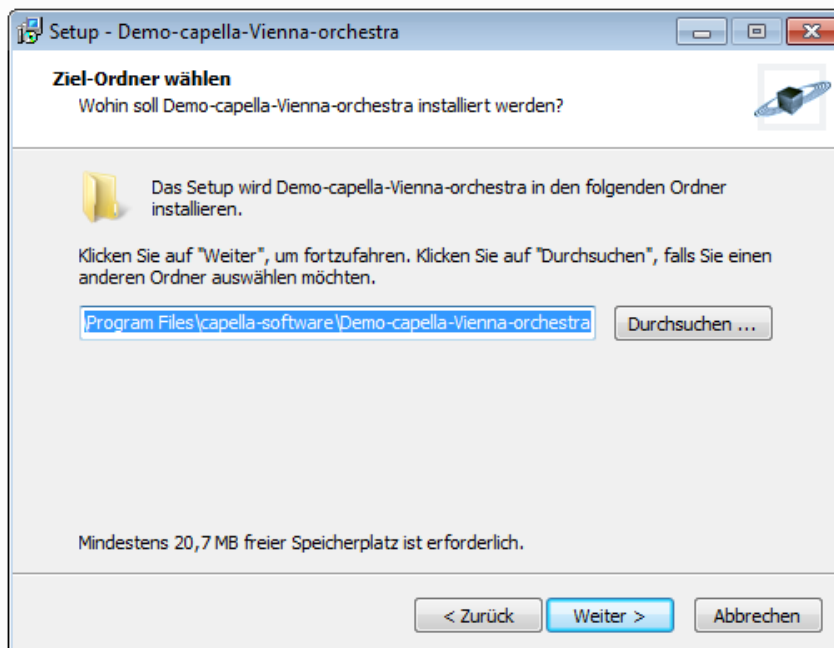 Setup - Demo-capella-Vienna-orchestra
Ziel-Ordner wählen
Wohin soll Demo-capella-Vienna-orchestra installiert werden?
Das Setup wird Demo-capella-Vienna-orchestra in den folgenden Ordner
installieren.
Klicken Sie auf "Weiter", um fortzufahren. Klicken Sie auf "Durchsuchen", falls Sie einen
anderen Ordner auswählen möchten.
\Program Files\capella-software\Demo-capella-Vienna-orchestra
Durchsuchen ...
Mindestens 20,7 MB freier Speicherplatz ist erforderlich.
< Zurück
Weiter >
Abbrechen